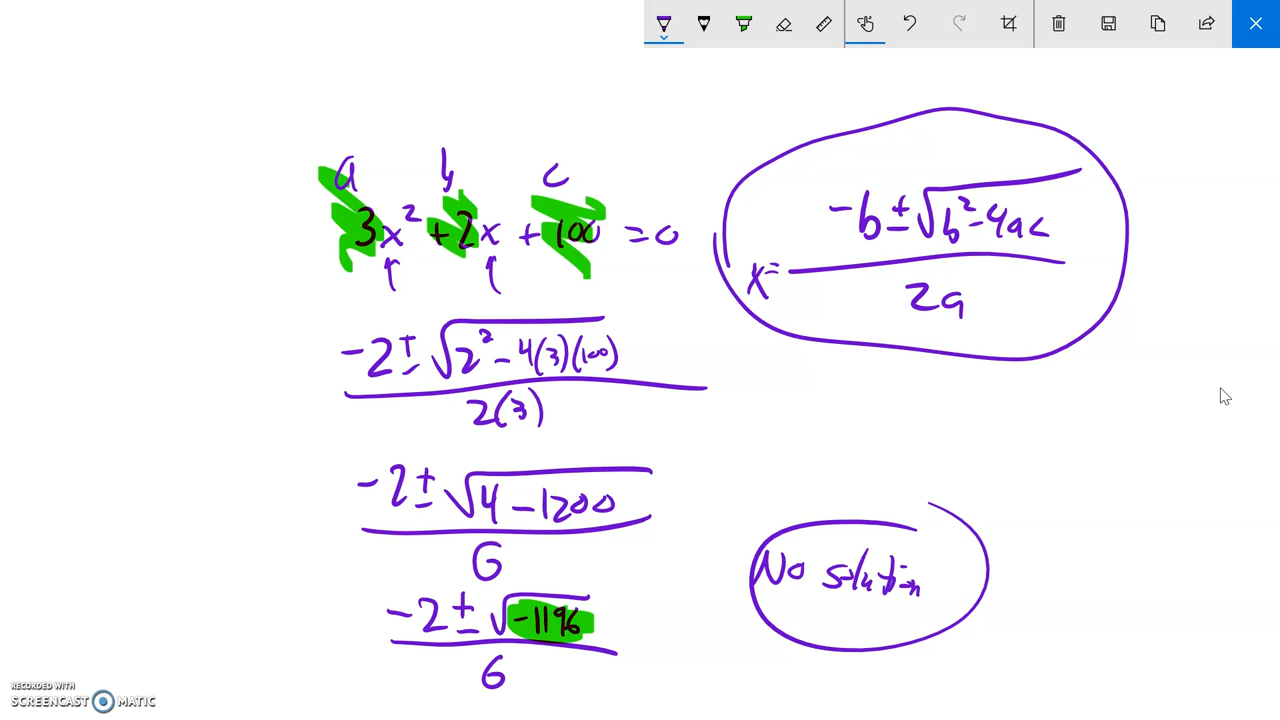 a b c
3x² + 2x + 100 = 0
x = (-b ± √(b² - 4ac)) / 2a
-2 ± √(2² - 4(3)(100))
2(3)
-2 ± √(4 - 1200)
6
No solution
-2 ± √(-1196)
6
RECORDED WITH
SCREENCAST MATIC